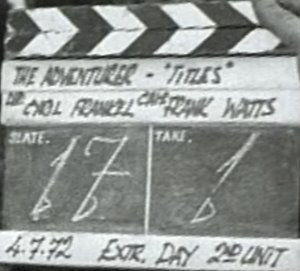 THE ADVENTURER - "TITLES"
DIR. CYRIL FRANKEL CAM. FRANK WATTS
SLATE. TAKE.
17 1
4.7.72 EXTR. DAY 2ND UNIT